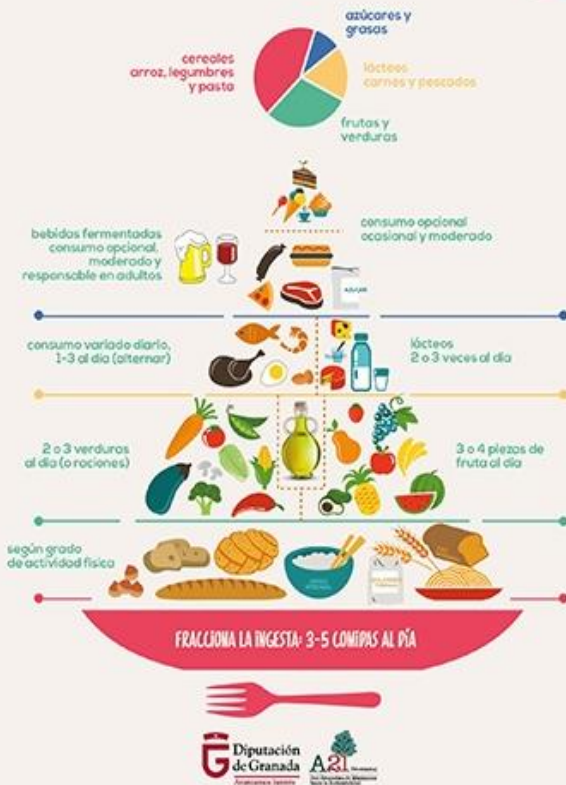 azúcares y
grasas
cereales
arroz, legumbres
y pasta
lácteos
carnes y pescados
frutas y
verduras
bebidas fermentadas
consumo opcional,
moderado y
responsable en adultos
consumo opcional
ocasional y moderado
AZÚCAR
consumo variado diario,
1-3 al día (alternar)
lácteos
2 o 3 veces al día
2 o 3 verduras
al día (o raciones)
3 o 4 piezas de
fruta al día
según grado
de actividad física
FRACCIONA LA INGESTA: 3-5 COMIDAS AL DÍA
Diputación
de Granada
A21